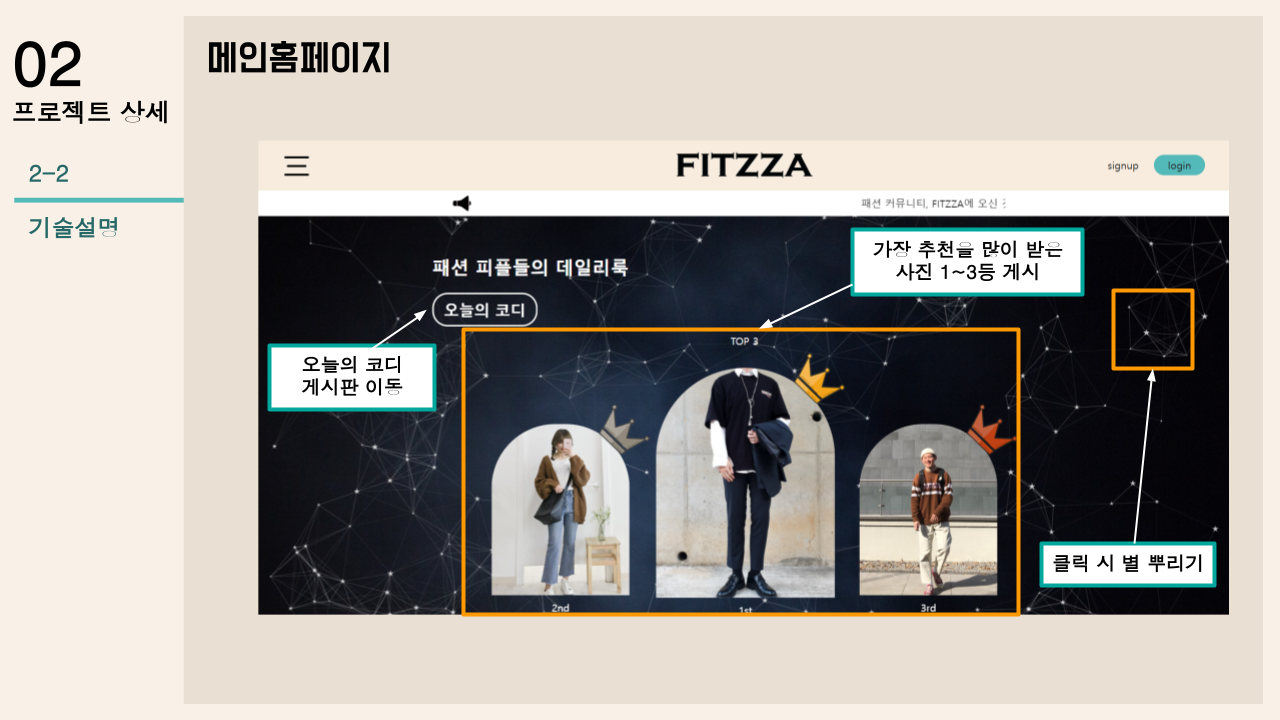 02
프로젝트 상세
2-2
기술설명
메인홈페이지
FITZZA
signup
login
패션 커뮤니티, FITZZA에 오신
패션 피플들의 데일리룩
오늘의 코디
가장 추천을 많이 받은
사진 1~3등 게시
오늘의 코디
게시판 이동
TOP 3
클릭 시 별 뿌리기
2nd
1st
3rd